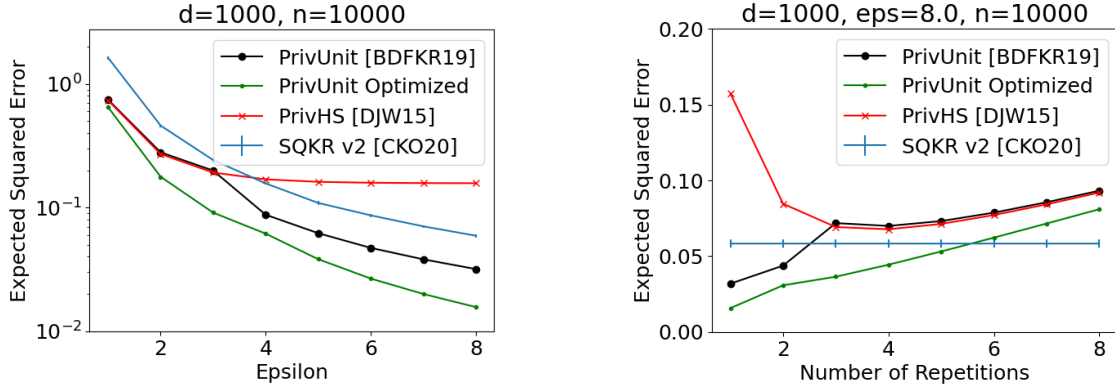 d=1000, n=10000
Expected Squared Error
10⁰
10⁻¹
10⁻²
PrivUnit [BDFKR19]
PrivUnit Optimized
PrivHS [DJW15]
SQKR v2 [CKO20]
2 4 6 8
Epsilon
d=1000, eps=8.0, n=10000
Expected Squared Error
0.20
0.15
0.10
0.05
0.00
PrivUnit [BDFKR19]
PrivUnit Optimized
PrivHS [DJW15]
SQKR v2 [CKO20]
2 4 6 8
Number of Repetitions